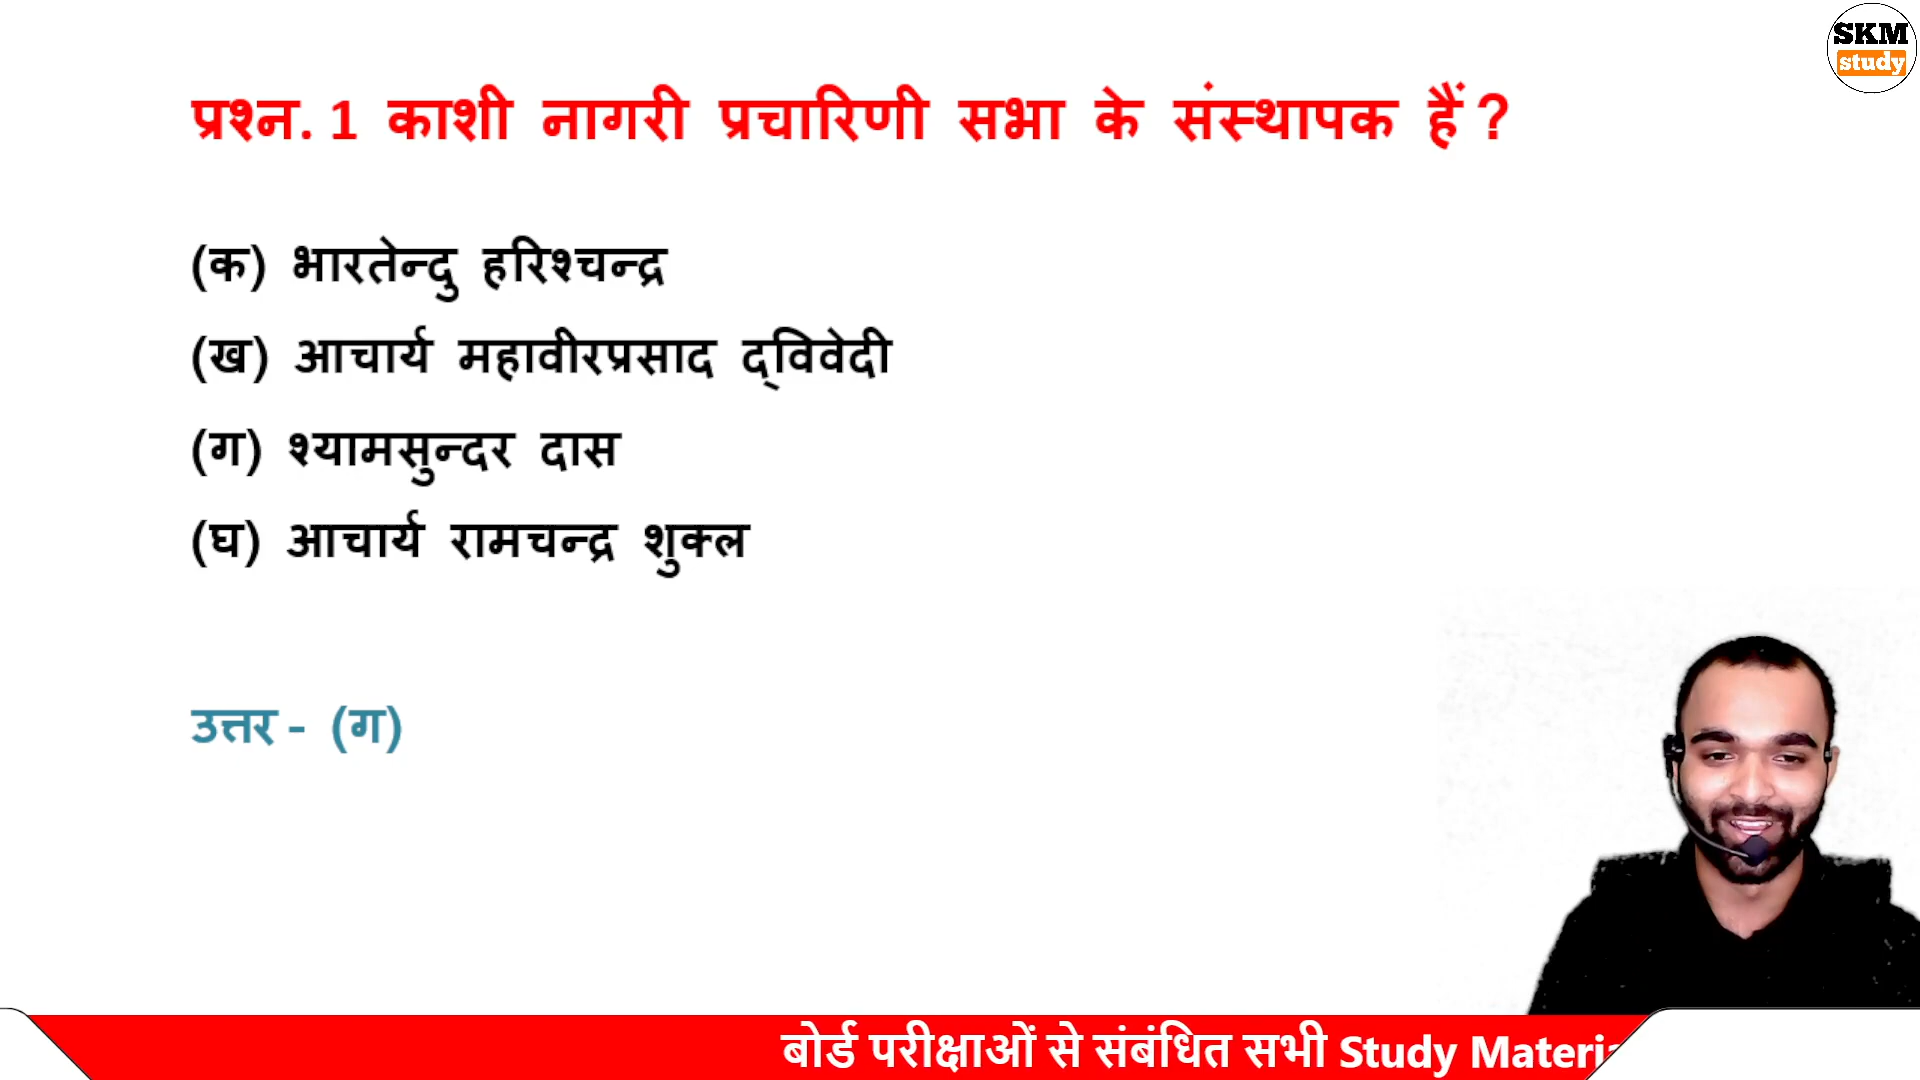 SKM
study
प्रश्न. 1 काशी नागरी प्रचारिणी सभा के संस्थापक हैं ?
(क) भारतेन्दु हरिश्चन्द्र
(ख) आचार्य महावीरप्रसाद द्‌विवेदी
(ग) श्यामसुन्दर दास
(घ) आचार्य रामचन्द्र शुक्ल
उत्तर - (ग)
बोर्ड परीक्षाओं से संबंधित सभी Study